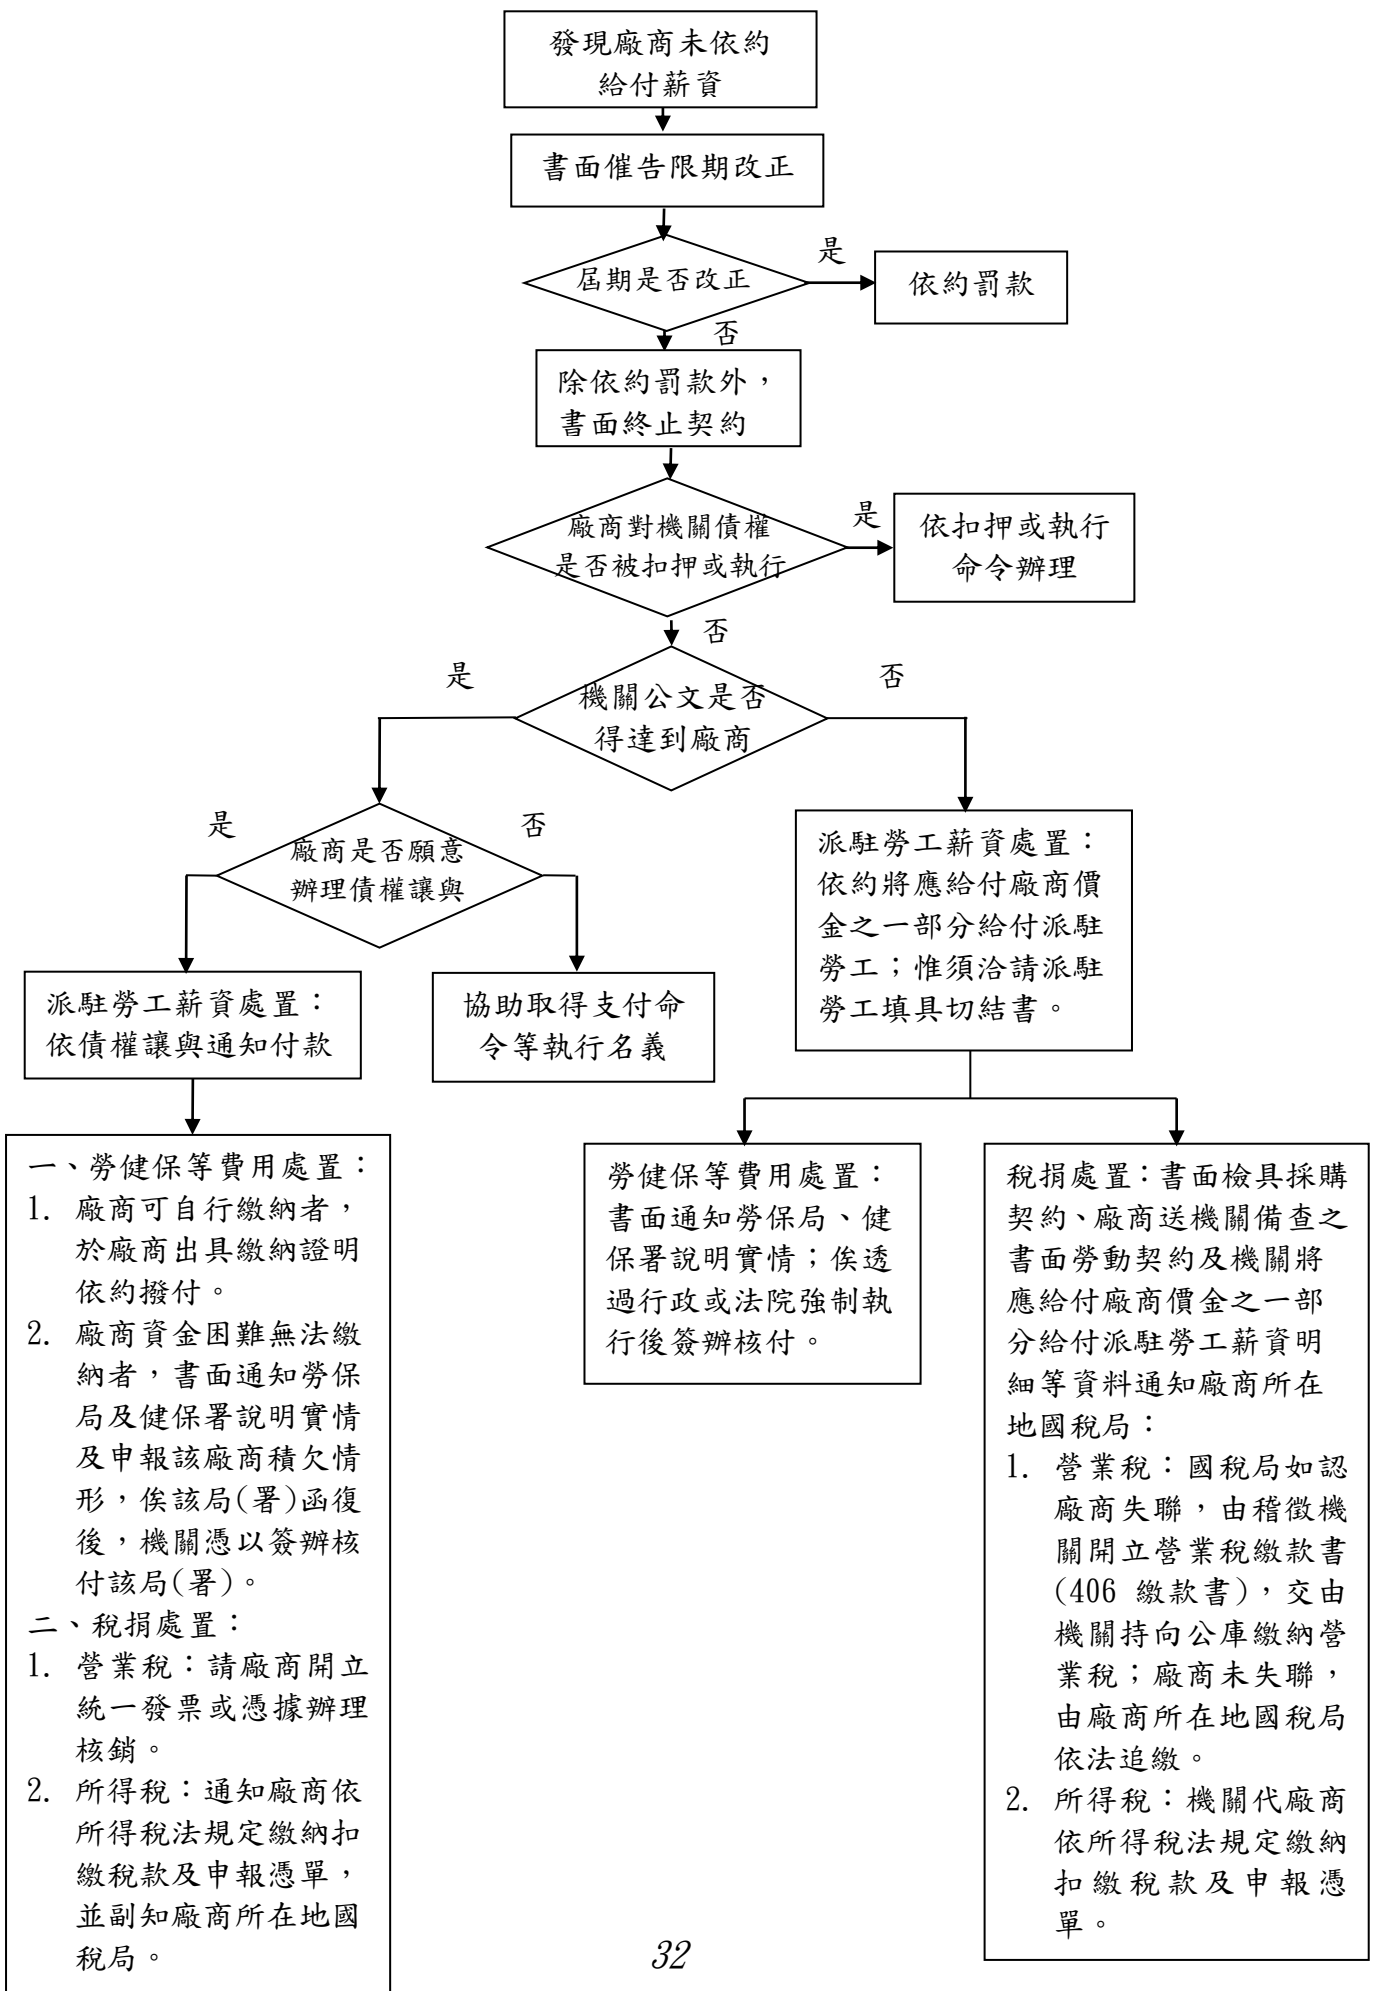 發現廠商未依約
給付薪資
書面催告限期改正
屆期是否改正
是
依約罰款
否
除依約罰款外，
書面終止契約
廠商對機關債權
是否被扣押或執行
是
依扣押或執行
命令辦理
否
機關公文是否
得達到廠商
是
否
廠商是否願意
辦理債權讓與
是
否
派駐勞工薪資處置：
依債權讓與通知付款
協助取得支付命
令等執行名義
派駐勞工薪資處置：
依約將應給付廠商價
金之一部分給付派駐
勞工；惟須洽請派駐
勞工填具切結書。
一、勞健保等費用處置：
1. 廠商可自行繳納者，
於廠商出具繳納證明
依約撥付。
2. 廠商資金困難無法繳
納者，書面通知勞保
局及健保署說明實情
及申報該廠商積欠情
形，俟該局(署)函復
後，機關憑以簽辦核
付該局(署)。
二、稅捐處置：
1. 營業稅：請廠商開立
統一發票或憑據辦理
核銷。
2. 所得稅：通知廠商依
所得稅法規定繳納扣
繳稅款及申報憑單，
並副知廠商所在地國
稅局。
勞健保等費用處置：
書面通知勞保局、健
保署說明實情；俟透
過行政或法院強制執
行後簽辦核付。
稅捐處置：書面檢具採購
契約、廠商送機關備查之
書面勞動契約及機關將
應給付廠商價金之一部
分給付派駐勞工薪資明
細等資料通知廠商所在
地國稅局：
1. 營業稅：國稅局如認
廠商失聯，由稽徵機
關開立營業稅繳款書
(406 繳款書)，交由
機關持向公庫繳納營
業稅；廠商未失聯，
由廠商所在地國稅局
依法追繳。
2. 所得稅：機關代廠商
依所得稅法規定繳納
扣繳稅款及申報憑
單。
32